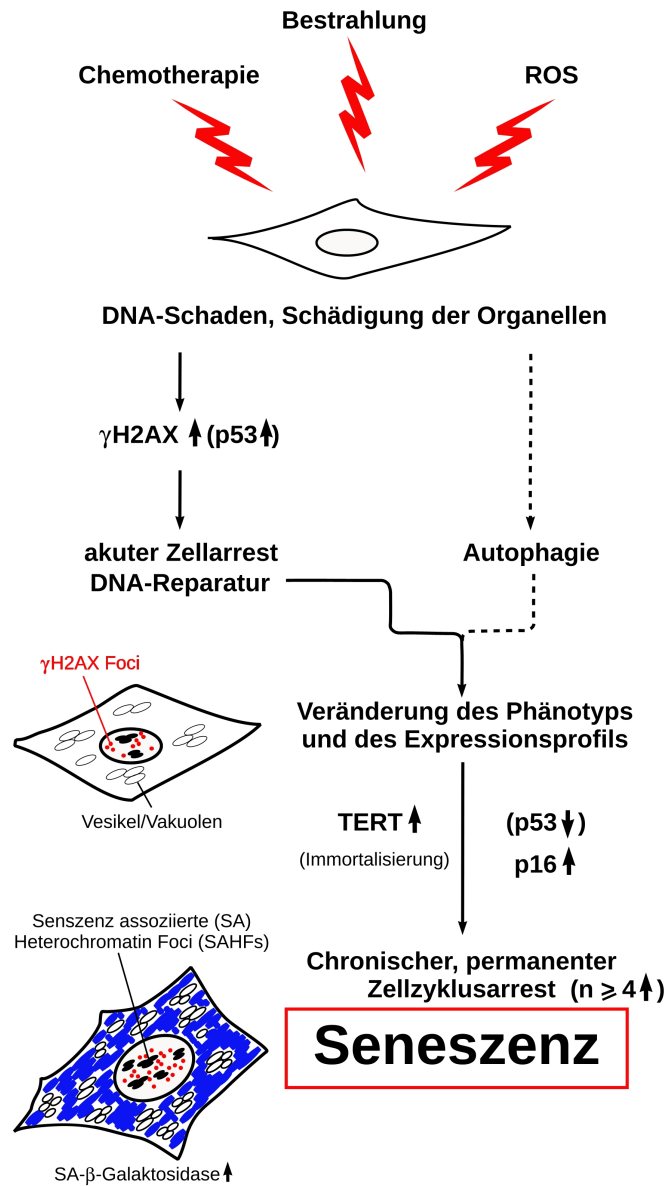 Bestrahlung
Chemotherapie
ROS
DNA-Schaden, Schädigung der Organellen
γH2AX (p53)
akuter Zellarrest
DNA-Reparatur
Autophagie
γH2AX Foci
Vesikel/Vakuolen
Veränderung des Phänotyps
und des Expressionsprofils
TERT
(Immortalisierung)
(p53)
p16
Senszenz assoziierte (SA)
Heterochromatin Foci (SAHFs)
Chronischer, permanenter
Zellzyklusarrest (n ⩾ 4)
Seneszenz
SA-β-Galaktosidase